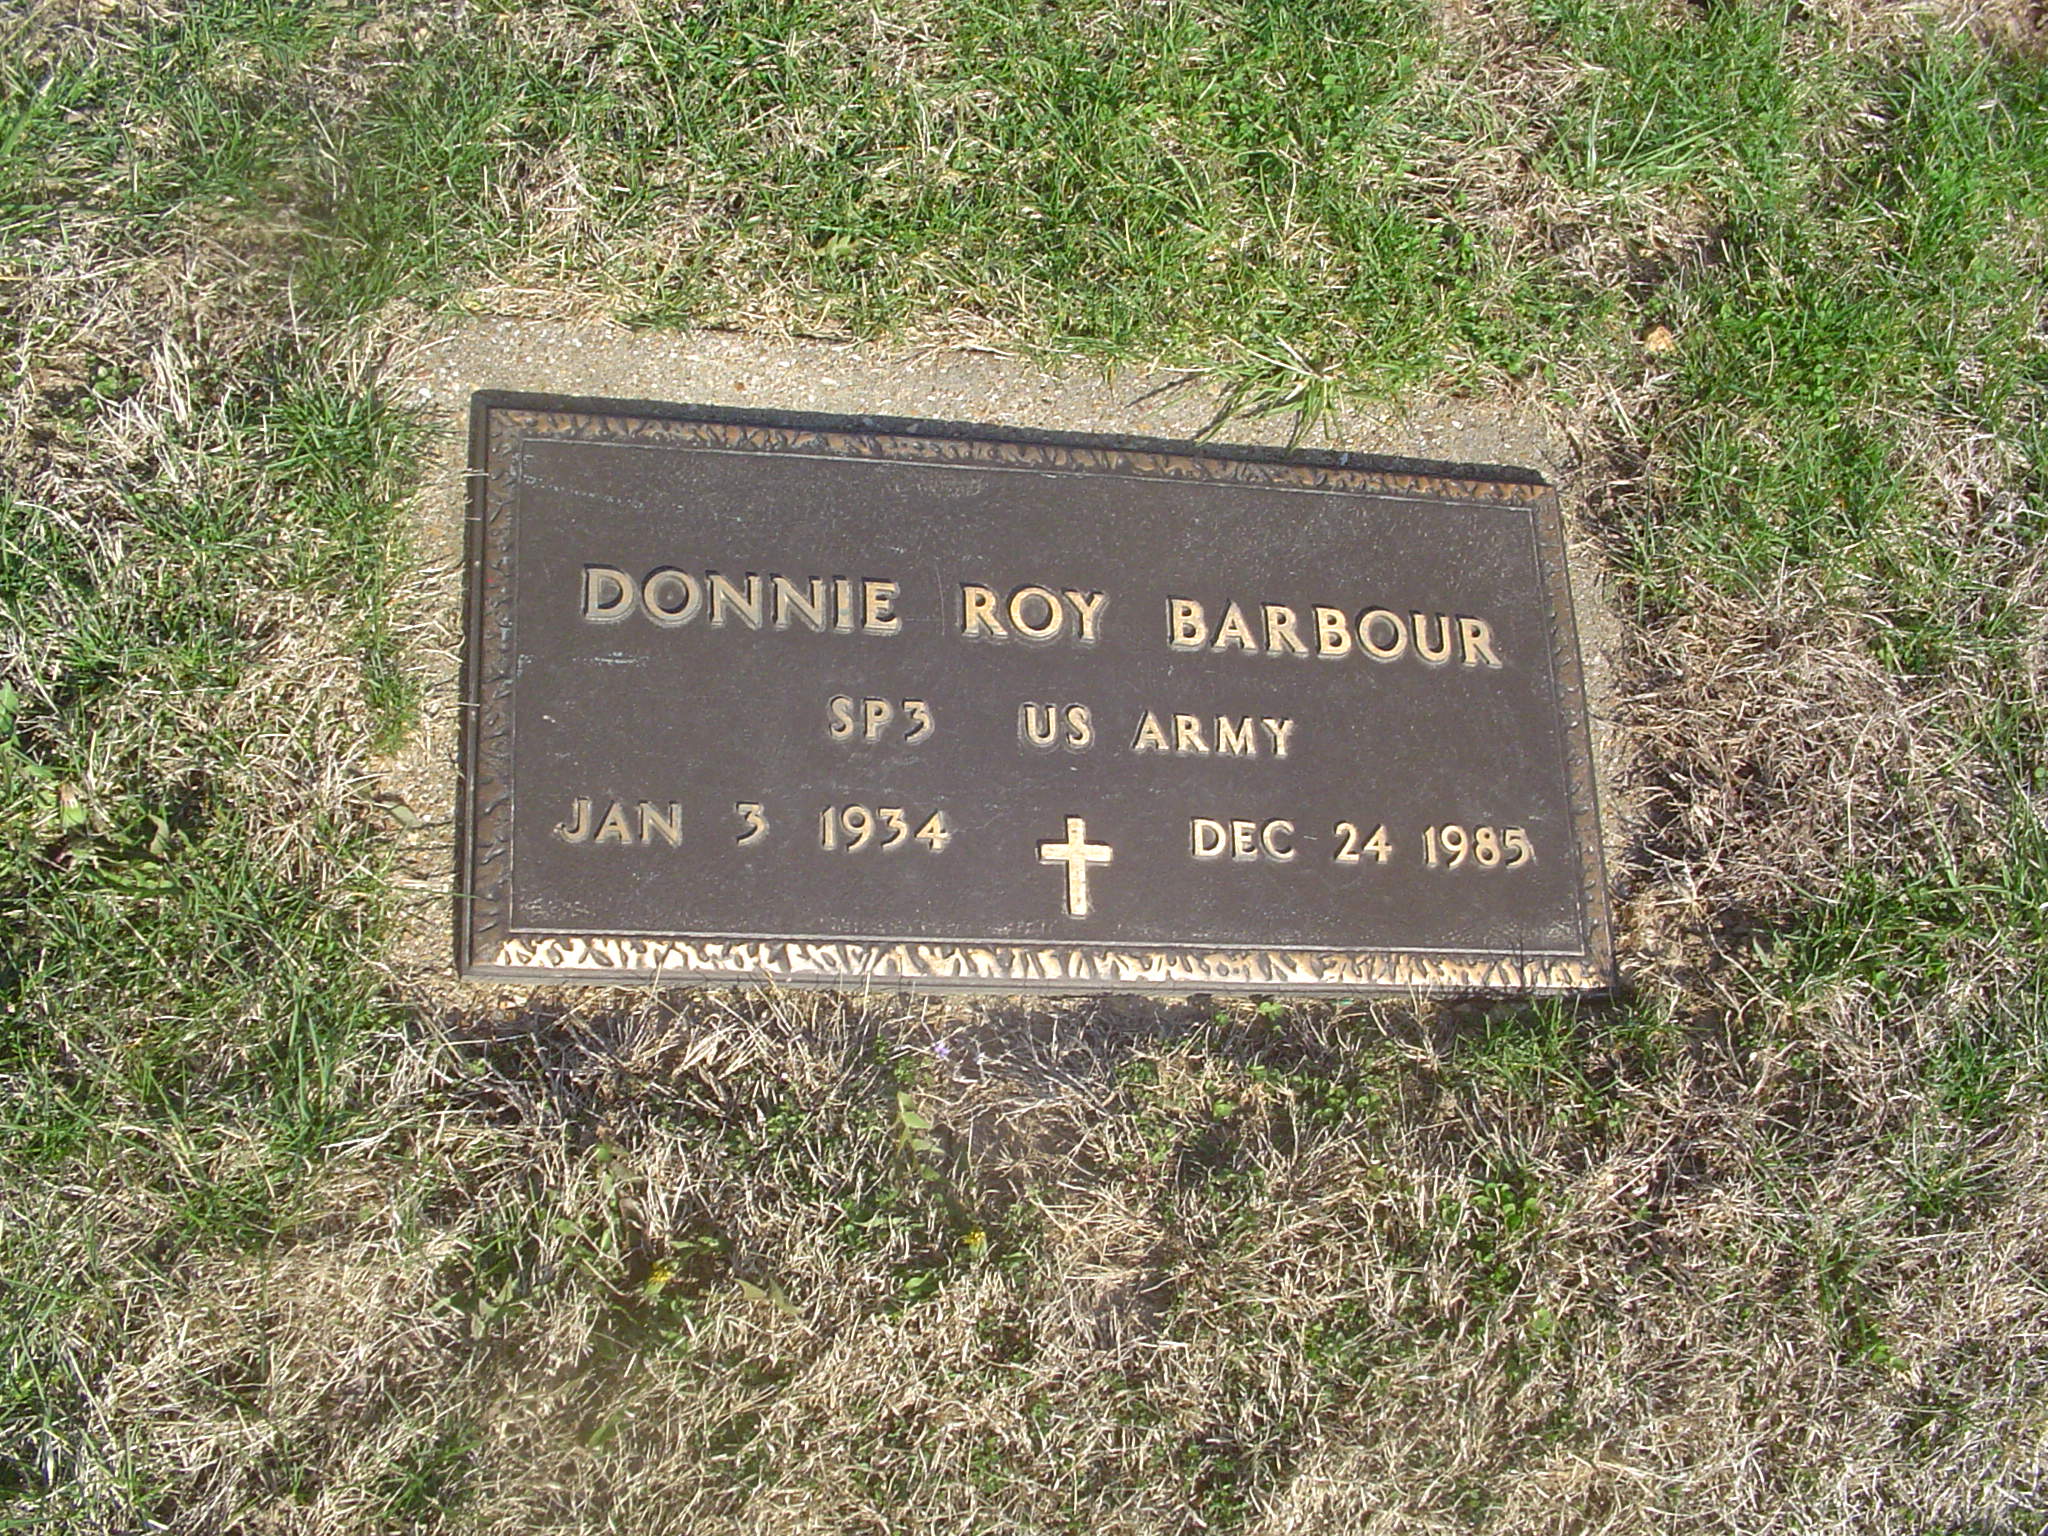 DONNIE ROY BARBOUR
SP3 US ARMY
JAN 3 1934 DEC 24 1985